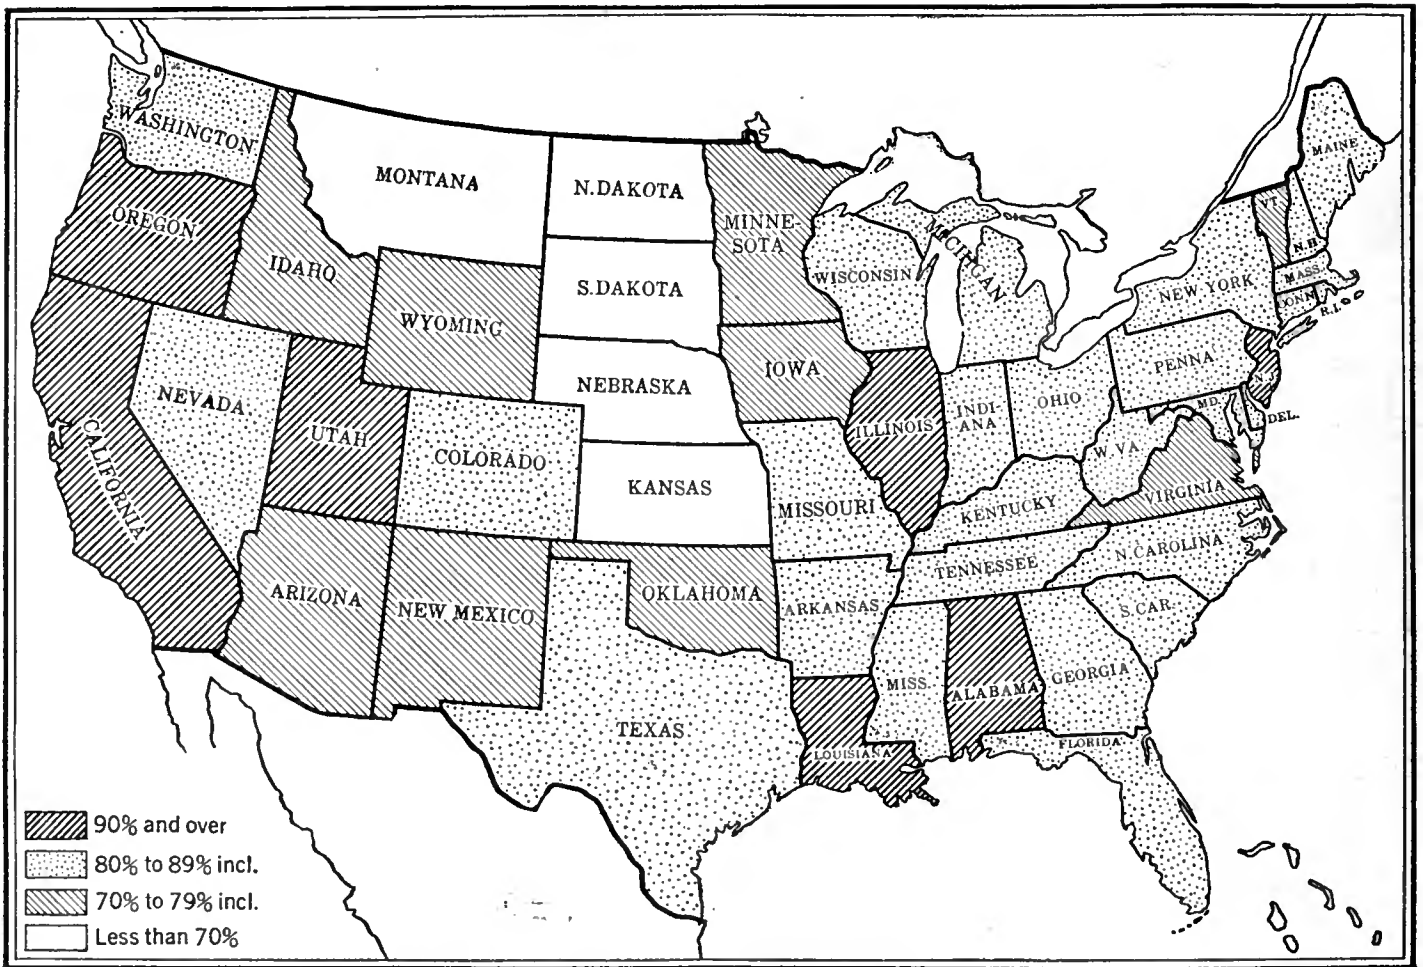 WASHINGTON
OREGON
IDAHO
MONTANA
N.DAKOTA
S.DAKOTA
NEBRASKA
KANSAS
WYOMING
NEVADA
UTAH
COLORADO
CALIFORNIA
ARIZONA
NEW MEXICO
TEXAS
OKLAHOMA
MINNE-
SOTA
IOWA
MISSOURI
ARKANSAS
LOUISIANA
WISCONSIN
MICHIGAN
ILLINOIS
INDI-
ANA
OHIO
KENTUCKY
TENNESSEE
MISS.
ALABAMA
GEORGIA
FLORIDA
S.CAR.
N.CAROLINA
VIRGINIA
W.VA.
MD.
DEL.
PENNA
N.J.
NEW YORK
CONN.
R.I.
MASS.
VT.
N.H.
MAINE
90% and over
80% to 89% incl.
70% to 79% incl.
Less than 70%